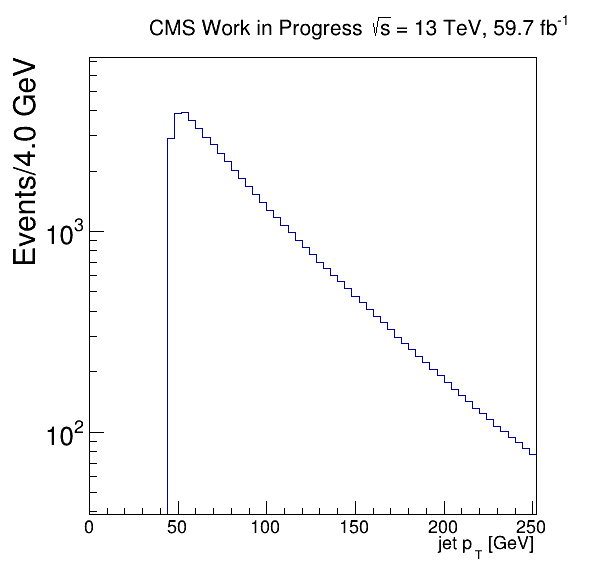 CMS Work in Progress √s = 13 TeV, 59.7 fb⁻¹
Events/4.0 GeV
10³
10²
0 50 100 150 200 250
jet p_T [GeV]